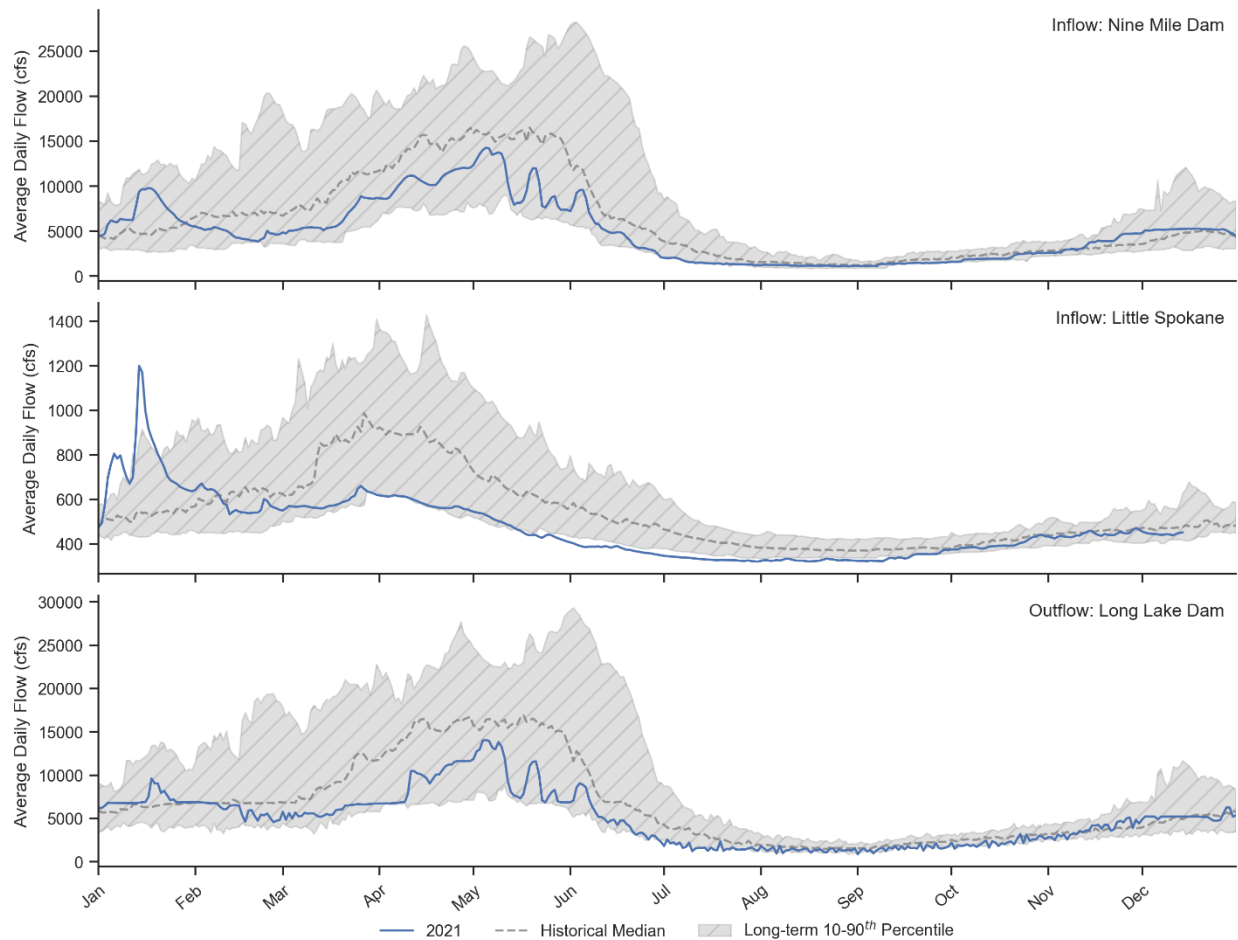 Inflow: Nine Mile Dam
Average Daily Flow (cfs)
25000
20000
15000
10000
5000
0
Inflow: Little Spokane
Average Daily Flow (cfs)
1400
1200
1000
800
600
400
Outflow: Long Lake Dam
Average Daily Flow (cfs)
30000
25000
20000
15000
10000
5000
0
Jan Feb Mar Apr May Jun Jul Aug Sep Oct Nov Dec
2021 Historical Median Long-term 10-90th Percentile